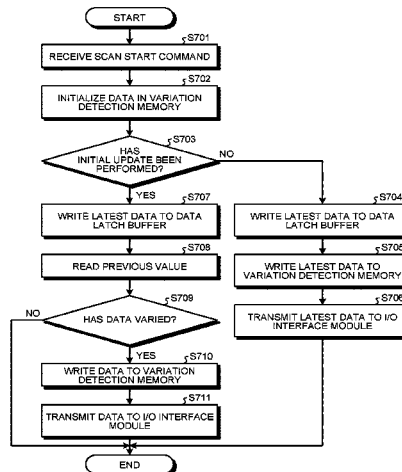 START
S701
RECEIVE SCAN START COMMAND
S702
INITIALIZE DATA IN VARIATION
DETECTION MEMORY
S703
HAS
INITIAL UPDATE BEEN
PERFORMED?
NO
YES
S707
WRITE LATEST DATA TO DATA
LATCH BUFFER
S704
WRITE LATEST DATA TO DATA
LATCH BUFFER
S708
READ PREVIOUS VALUE
S705
WRITE LATEST DATA TO
VARIATION DETECTION MEMORY
S709
NO
HAS DATA VARIED?
S706
TRANSMIT LATEST DATA TO I/O
INTERFACE MODULE
YES
S710
WRITE DATA TO VARIATION
DETECTION MEMORY
S711
TRANSMIT DATA TO I/O INTERFACE
MODULE
END